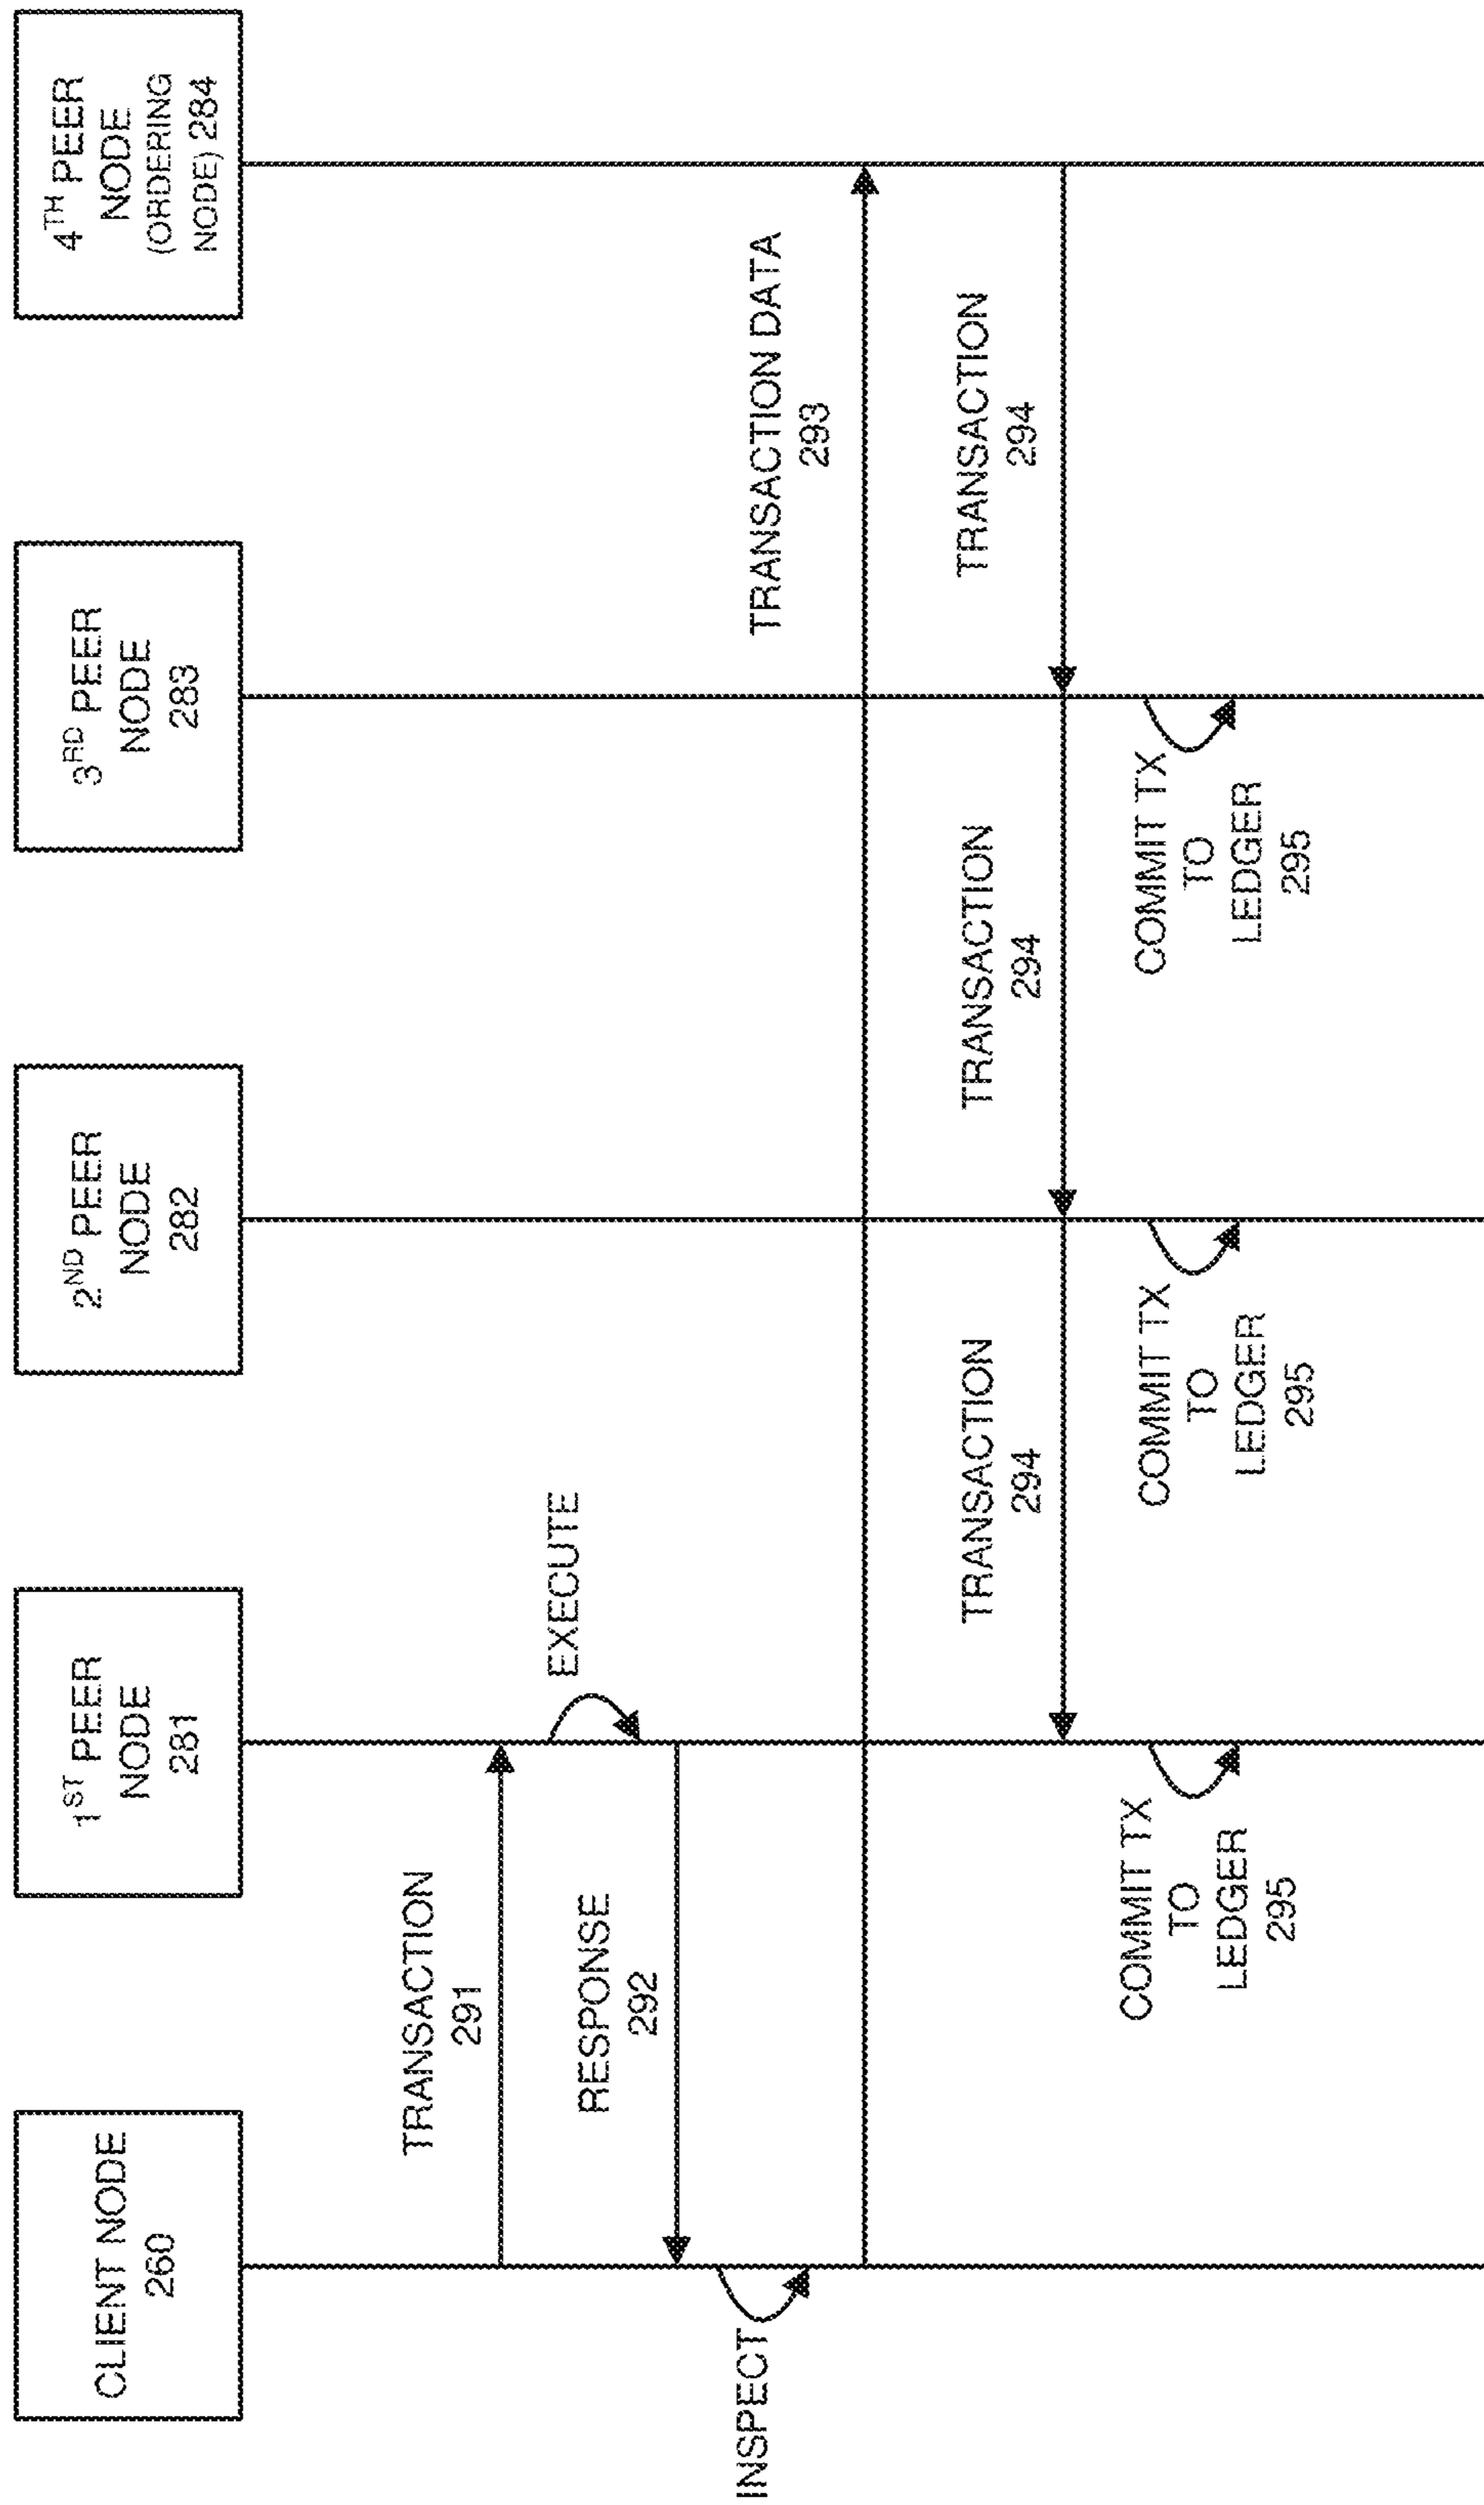 CLIENT NODE
260
1ST PEER
NODE
281
2ND PEER
NODE
282
3RD PEER
NODE
283
4TH PEER
NODE
(ORDERING
NODE) 284
TRANSACTION
291
EXECUTE
RESPONSE
292
INSPECT
TRANSACTION DATA
293
TRANSACTION
294
TRANSACTION
294
TRANSACTION
294
COMMIT TX
TO
LEDGER
295
COMMIT TX
TO
LEDGER
295
COMMIT TX
TO
LEDGER
295